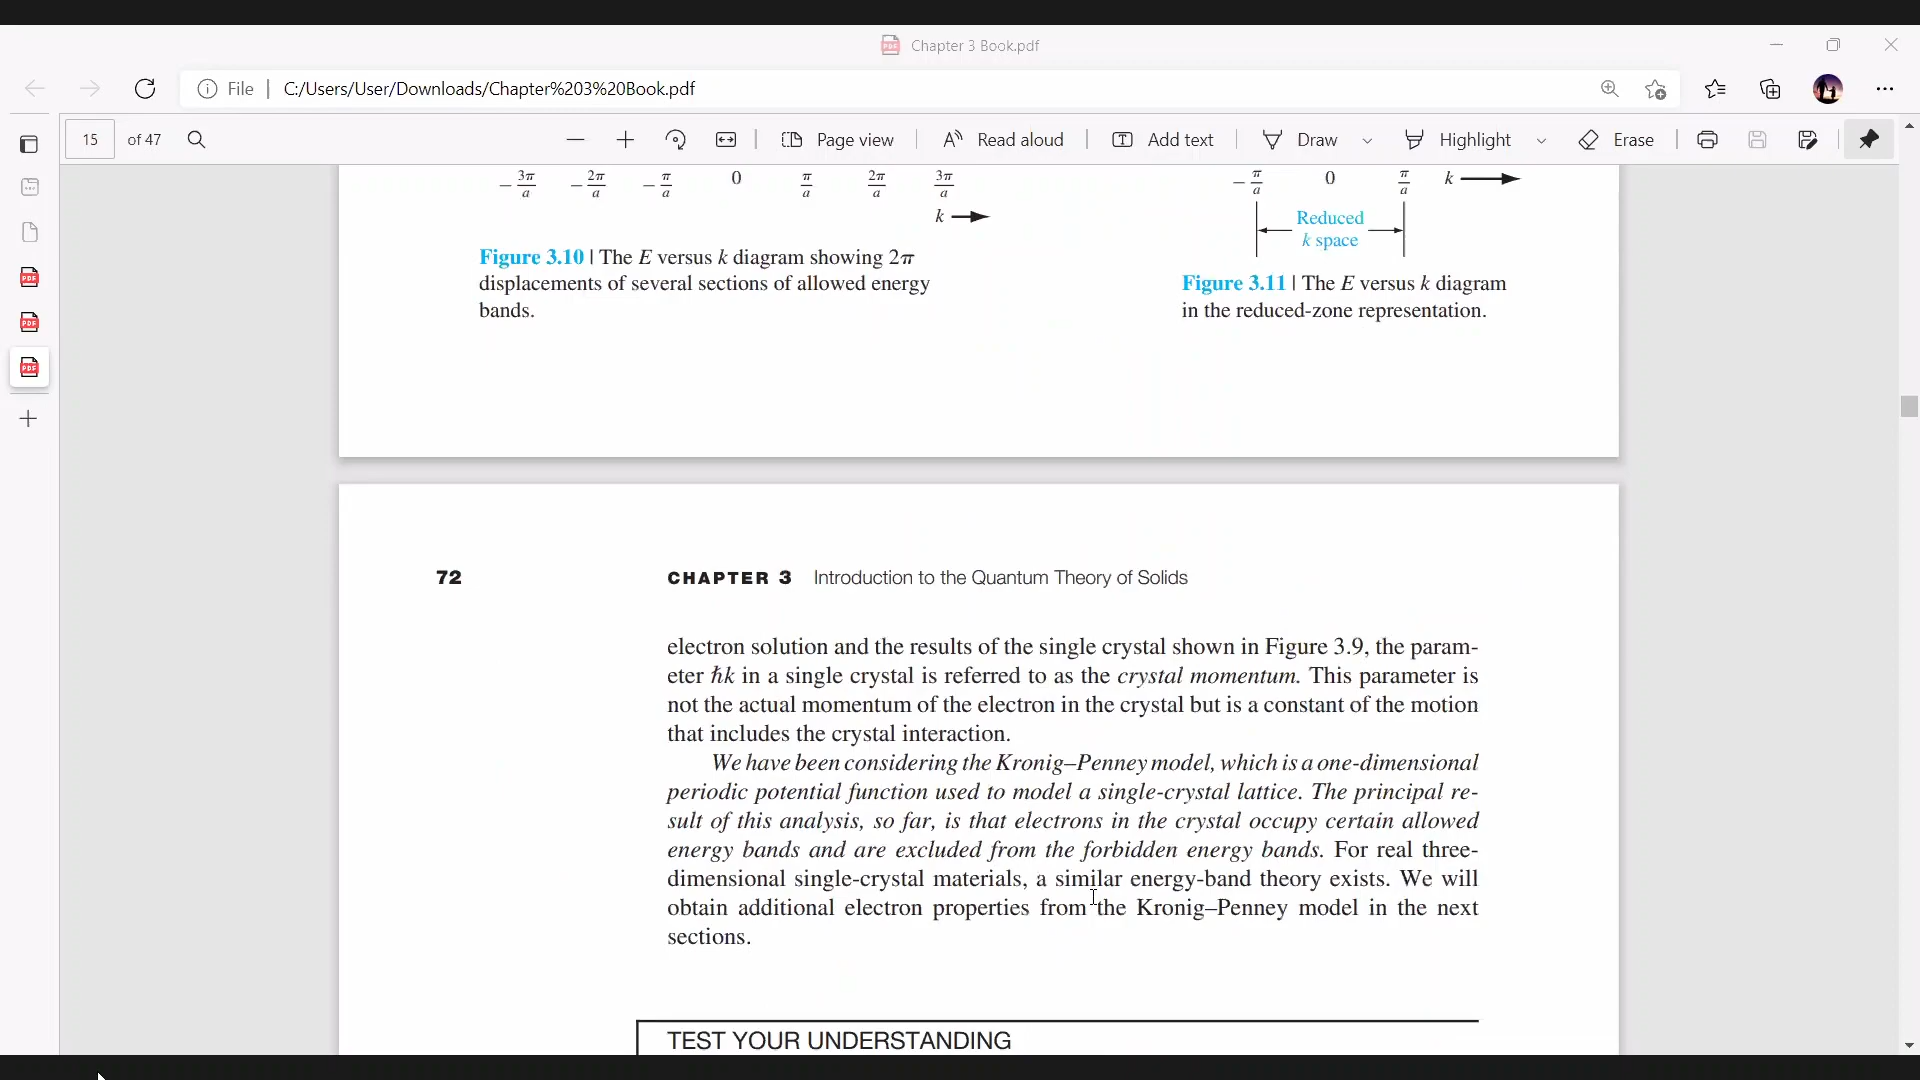 Chapter 3 Book.pdf
File | C:/Users/User/Downloads/Chapter%203%20Book.pdf
15 of 47 Page view Read aloud Add text Draw Highlight Erase
−3π/a −2π/a −π/a 0 π/a 2π/a 3π/a
k
−π/a 0 π/a k
Reduced
k space
Figure 3.10 | The E versus k diagram showing 2π
displacements of several sections of allowed energy
bands.
Figure 3.11 | The E versus k diagram
in the reduced-zone representation.
72 CHAPTER 3 Introduction to the Quantum Theory of Solids
electron solution and the results of the single crystal shown in Figure 3.9, the param-
eter ℏk in a single crystal is referred to as the crystal momentum. This parameter is
not the actual momentum of the electron in the crystal but is a constant of the motion
that includes the crystal interaction.
We have been considering the Kronig–Penney model, which is a one-dimensional
periodic potential function used to model a single-crystal lattice. The principal re-
sult of this analysis, so far, is that electrons in the crystal occupy certain allowed
energy bands and are excluded from the forbidden energy bands. For real three-
dimensional single-crystal materials, a similar energy-band theory exists. We will
obtain additional electron properties from the Kronig–Penney model in the next
sections.
TEST YOUR UNDERSTANDING